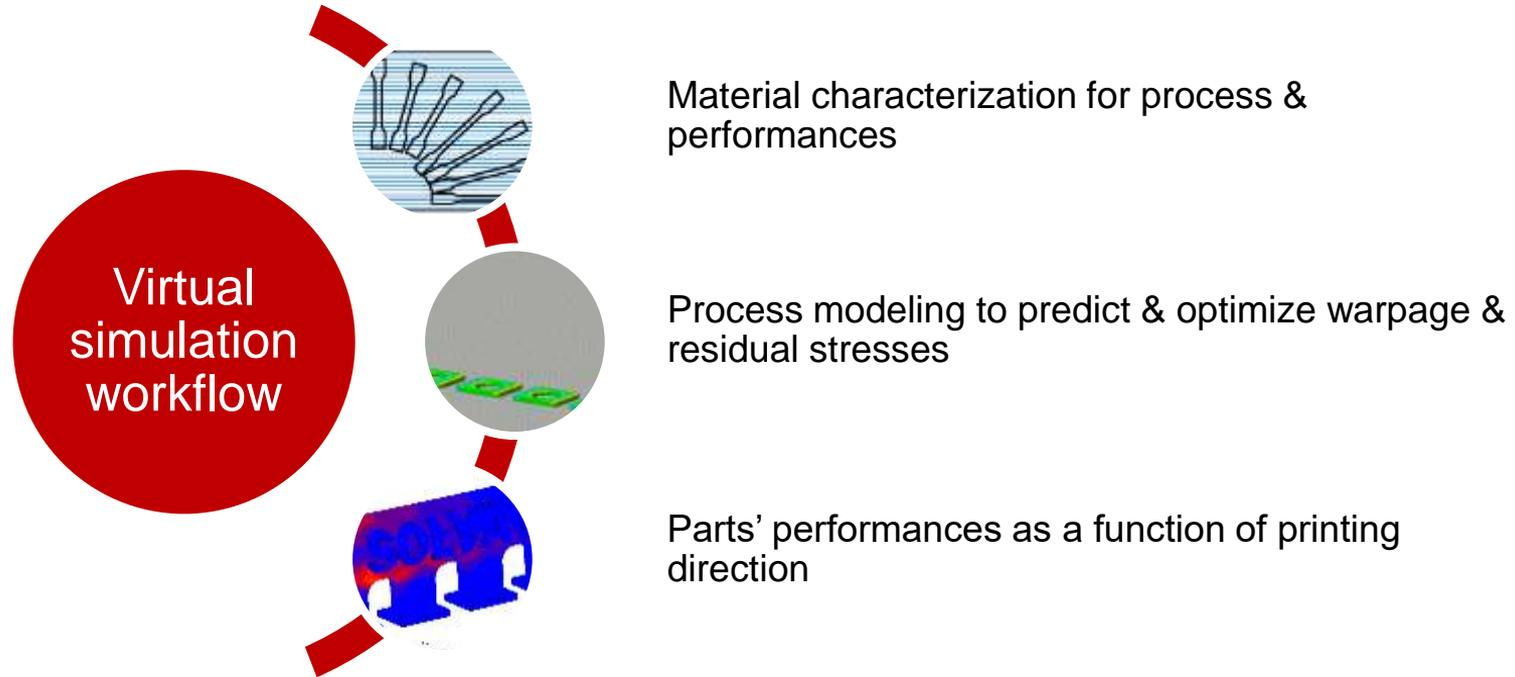 Virtual
simulation
workflow
Material characterization for process &
performances
Process modeling to predict & optimize warpage &
residual stresses
Parts’ performances as a function of printing
direction